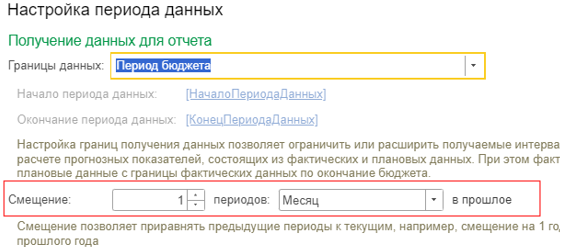 Настройка периода данных
Получение данных для отчета
Границы данных: Период бюджета
Начало периода данных: [НачалоПериодаДанных]
Окончание периода данных: [КонецПериодаДанных]
Настройка границ получения данных позволяет ограничить или расширить получаемые интерва
расчете прогнозных показателей, состоящих из фактических и плановых данных. При этом факт
плановые данные с границы фактических данных по окончание бюджета.
Смещение: 1 периодов: Месяц в прошлое
Смещение позволяет приравнять предыдущие периоды к текущим, например, смещение на 1 го
прошлого года